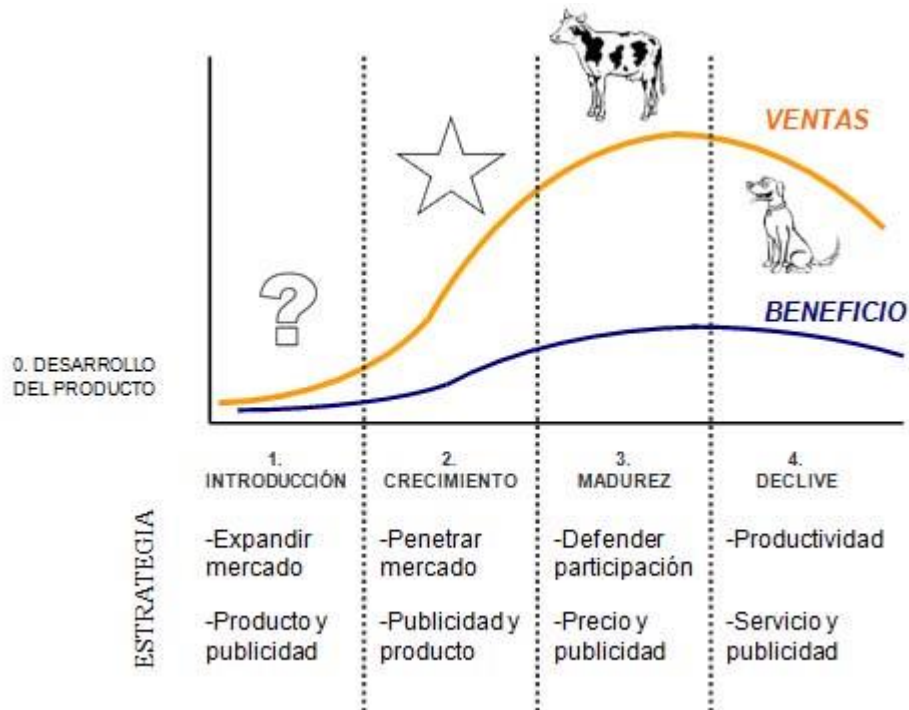 VENTAS
BENEFICIO
0. DESARROLLO
DEL PRODUCTO
1.
INTRODUCCIÓN
2.
CRECIMIENTO
3.
MADUREZ
4.
DECLIVE
ESTRATEGIA
-Expandir
mercado
-Producto y
publicidad
-Penetrar
mercado
-Publicidad y
producto
-Defender
participación
-Precio y
publicidad
-Productividad
-Servicio y
publicidad